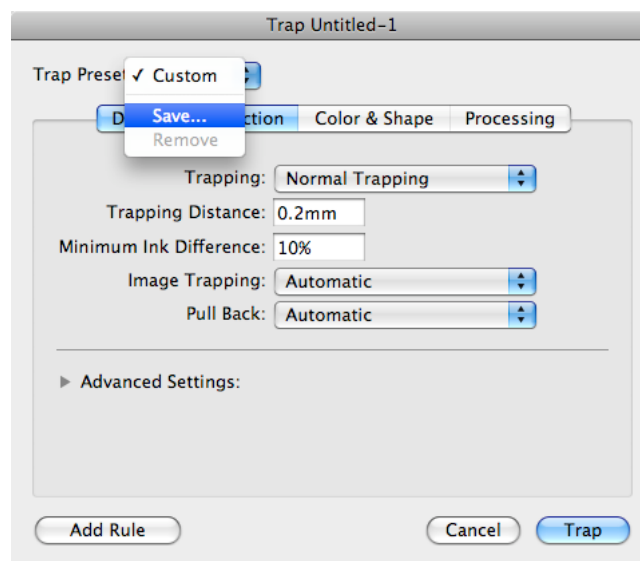 Trap Untitled-1
Trap Preset ✓ Custom
Save...
Remove
D ction Color & Shape Processing
Trapping: Normal Trapping
Trapping Distance: 0.2mm
Minimum Ink Difference: 10%
Image Trapping: Automatic
Pull Back: Automatic
Advanced Settings:
Add Rule Cancel Trap